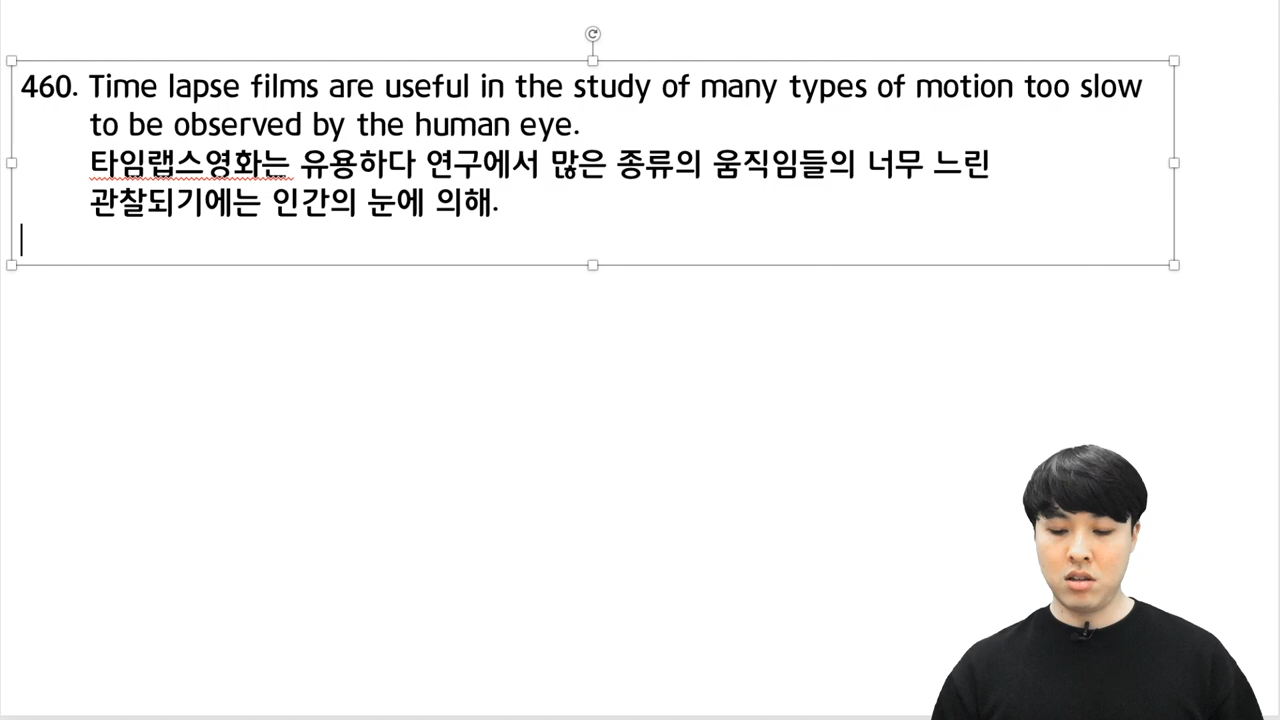 460. Time lapse films are useful in the study of many types of motion too slow
to be observed by the human eye.
타임랩스영화는 유용하다 연구에서 많은 종류의 움직임들의 너무 느린
관찰되기에는 인간의 눈에 의해.